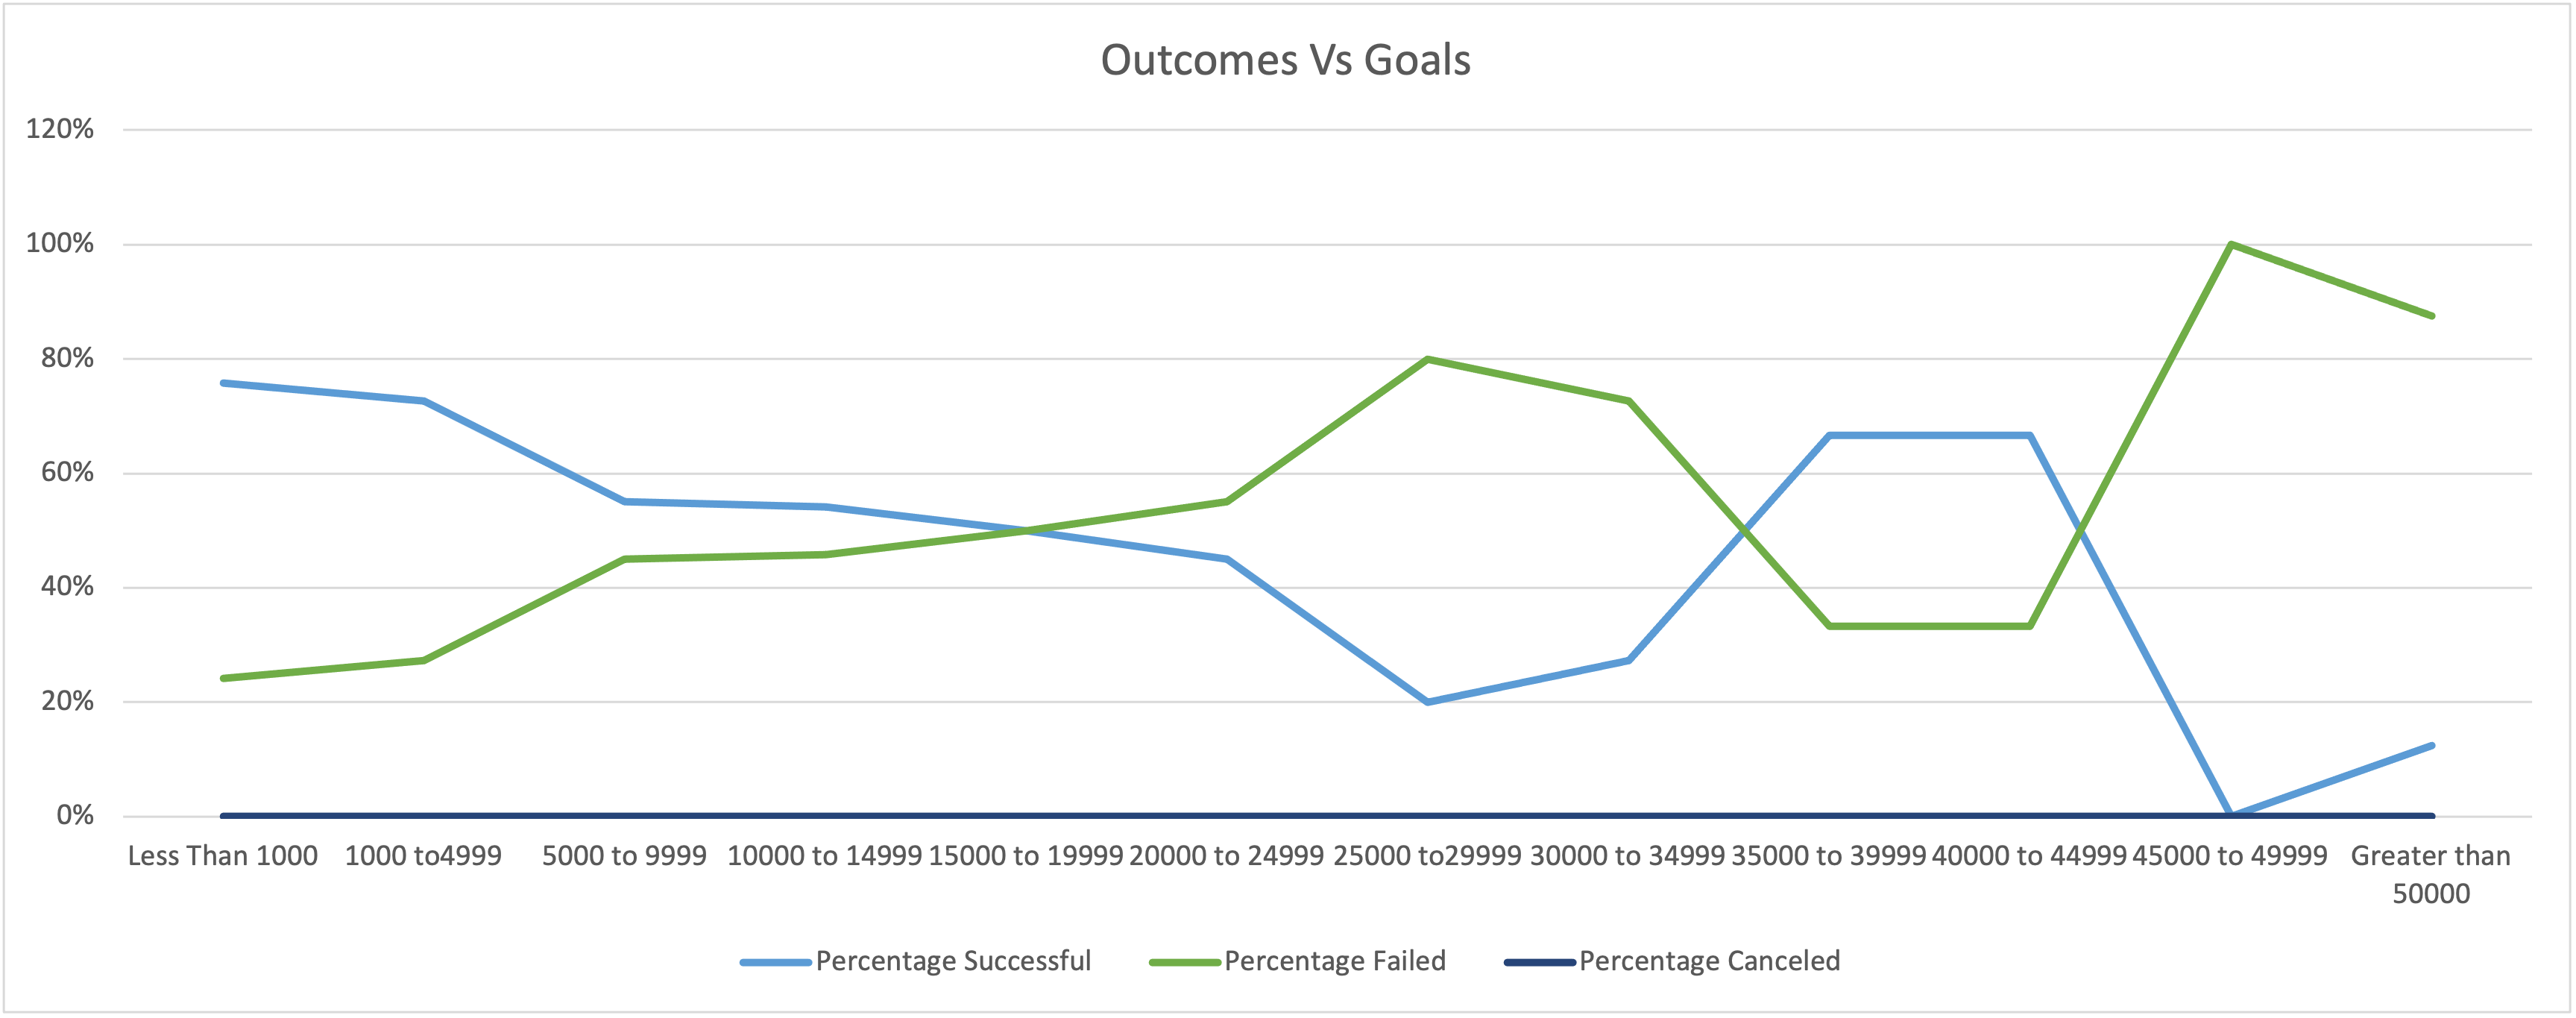 Outcomes Vs Goals
120%
100%
80%
60%
40%
20%
0%
Less Than 1000
1000 to4999
5000 to 9999
10000 to 14999
15000 to 19999
20000 to 24999
25000 to29999
30000 to 34999
35000 to 39999
40000 to 44999
45000 to 49999
Greater than
50000
Percentage Successful
Percentage Failed
Percentage Canceled